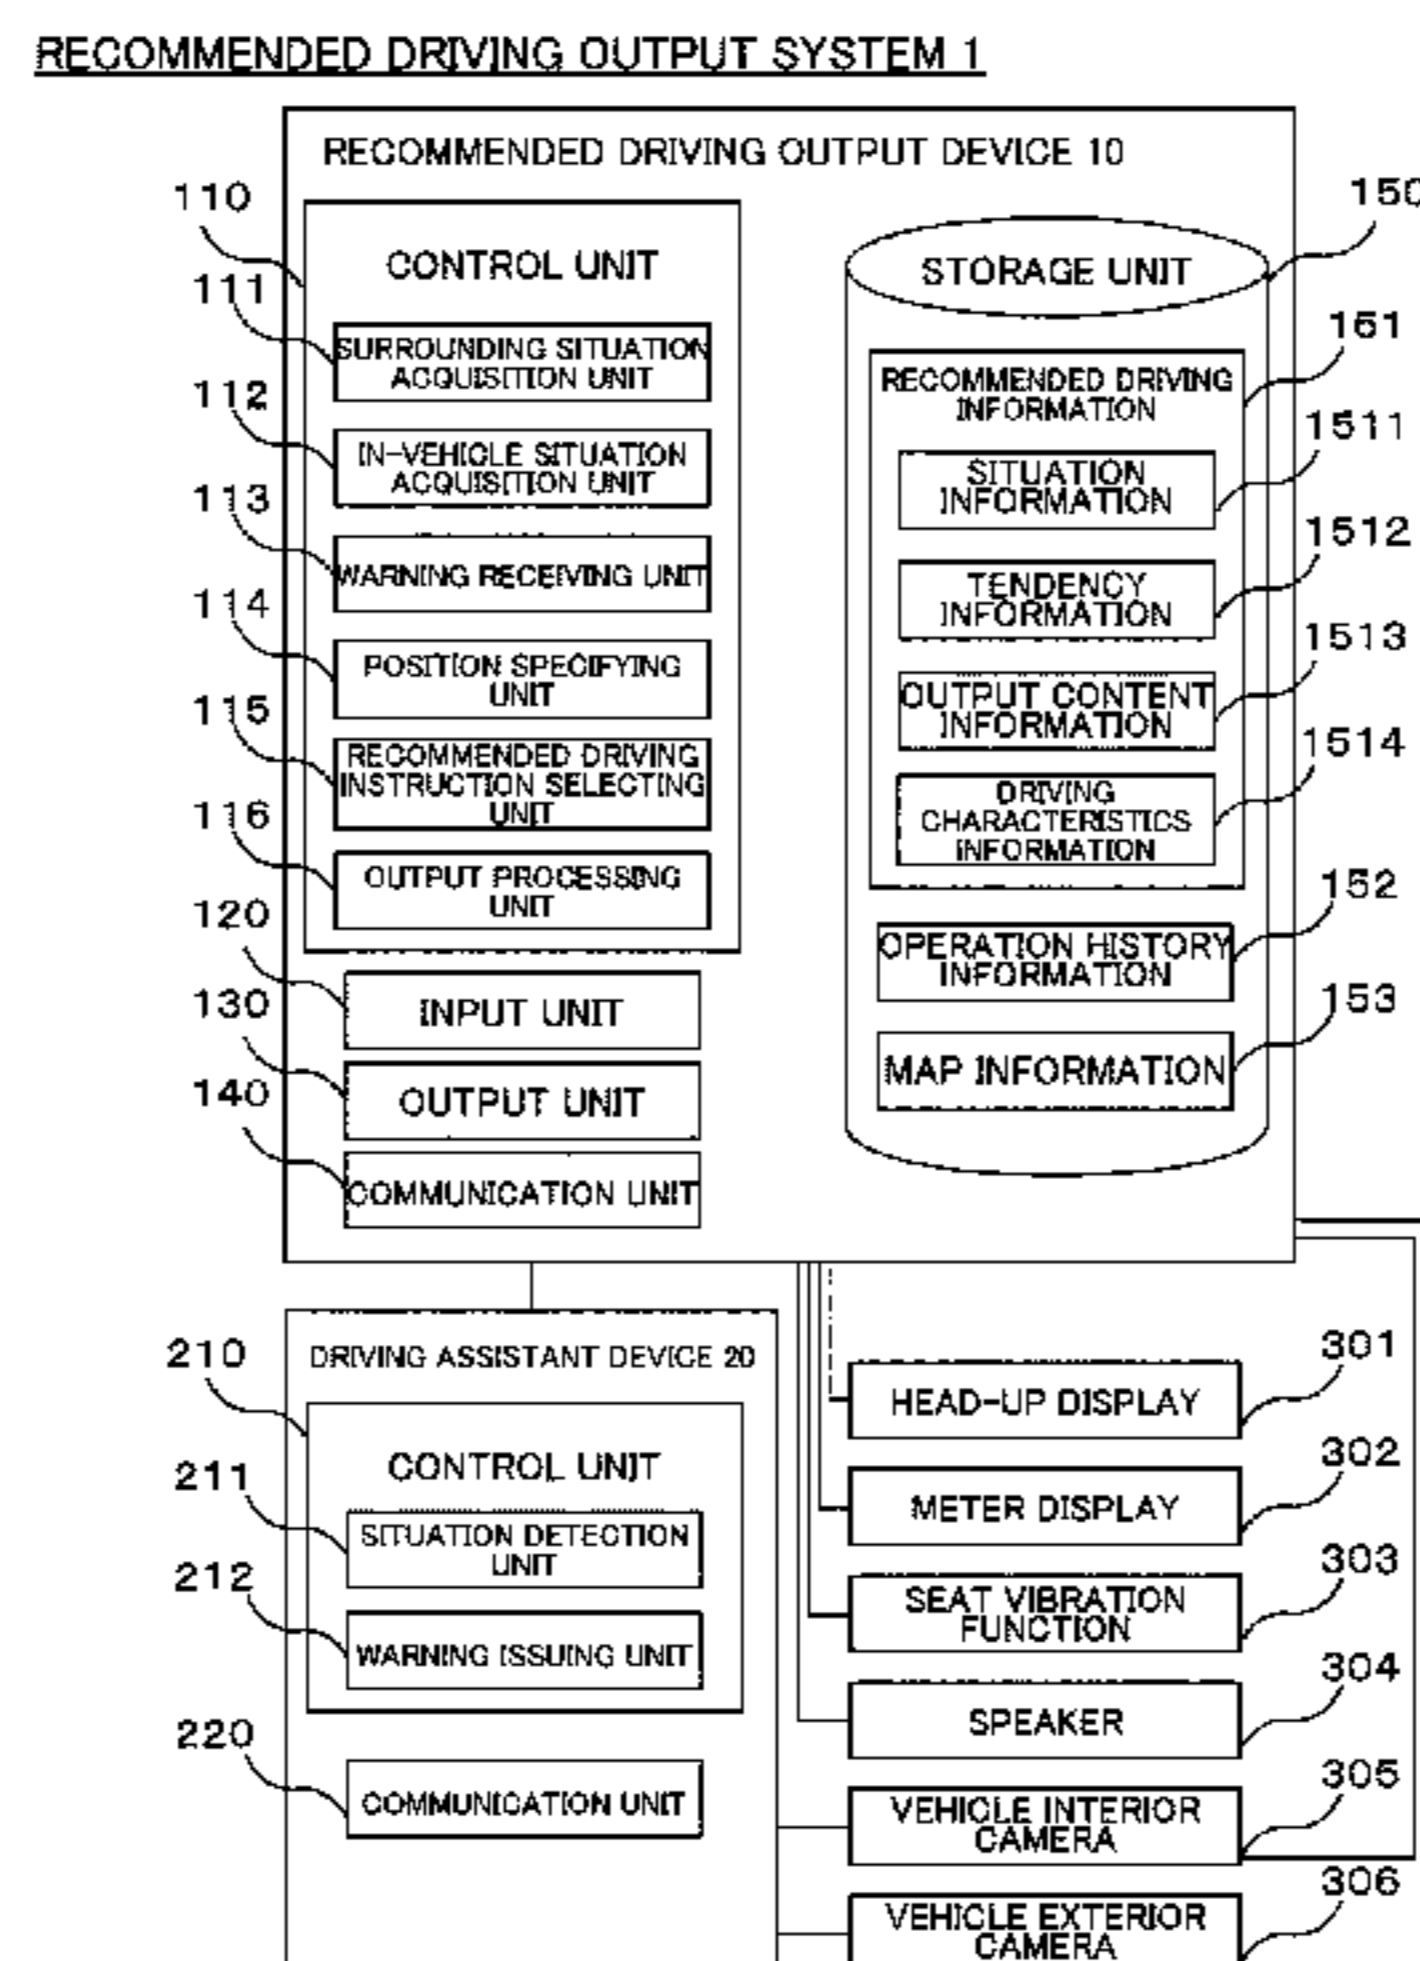 RECOMMENDED DRIVING OUTPUT SYSTEM 1
RECOMMENDED DRIVING OUTPUT DEVICE 10
110
CONTROL UNIT
111
SURROUNDING SITUATION
ACQUISITION UNIT
112
IN-VEHICLE SITUATION
ACQUISITION UNIT
113
WARNING RECEIVING UNIT
114
POSITION SPECIFYING
UNIT
115
RECOMMENDED DRIVING
INSTRUCTION SELECTING
UNIT
116
OUTPUT PROCESSING
UNIT
120
INPUT UNIT
130
OUTPUT UNIT
140
COMMUNICATION UNIT
150
STORAGE UNIT
151
RECOMMENDED DRIVING
INFORMATION
1511
SITUATION
INFORMATION
1512
TENDENCY
INFORMATION
1513
OUTPUT CONTENT
INFORMATION
1514
DRIVING
CHARACTERISTICS
INFORMATION
152
OPERATION HISTORY
INFORMATION
153
MAP INFORMATION
DRIVING ASSISTANT DEVICE 20
210
CONTROL UNIT
211
SITUATION DETECTION
UNIT
212
WARNING ISSUING UNIT
220
COMMUNICATION UNIT
301
HEAD-UP DISPLAY
302
METER DISPLAY
303
SEAT VIBRATION
FUNCTION
304
SPEAKER
305
VEHICLE INTERIOR
CAMERA
306
VEHICLE EXTERIOR
CAMERA